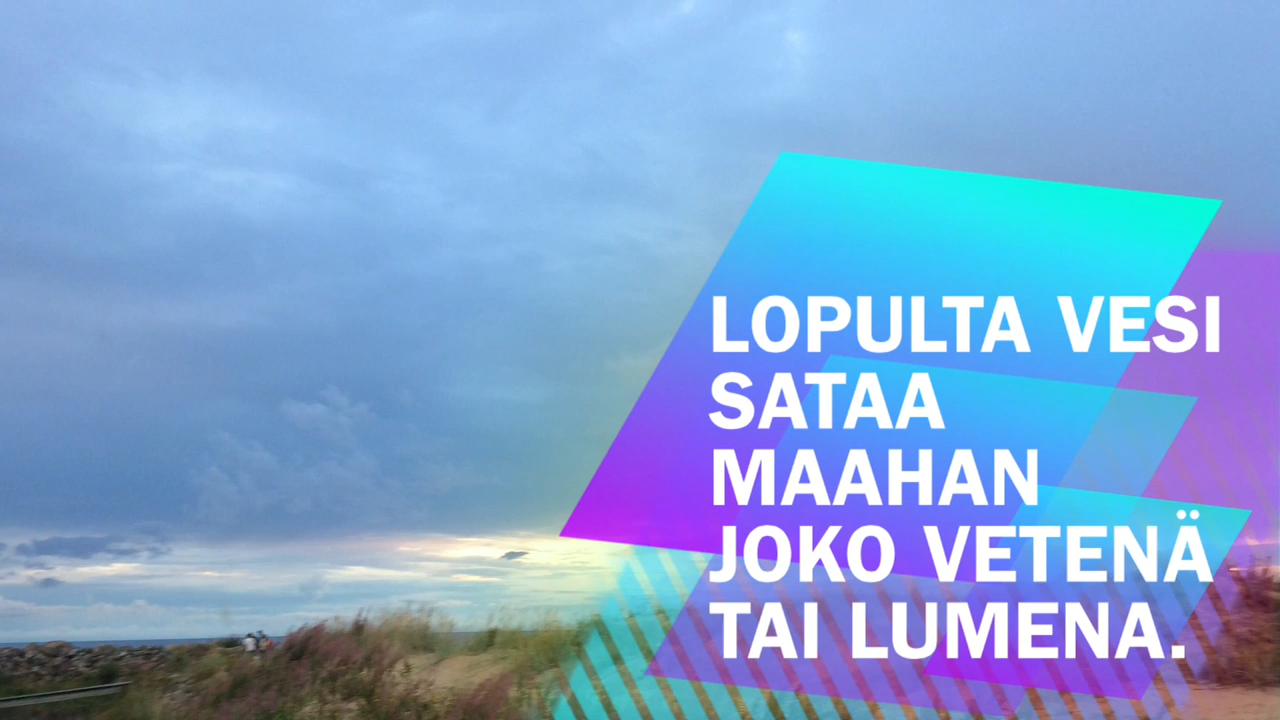 LOPULTA VESI
SATAA
MAAHAN
JOKO VETENÄ
TAI LUMENA.